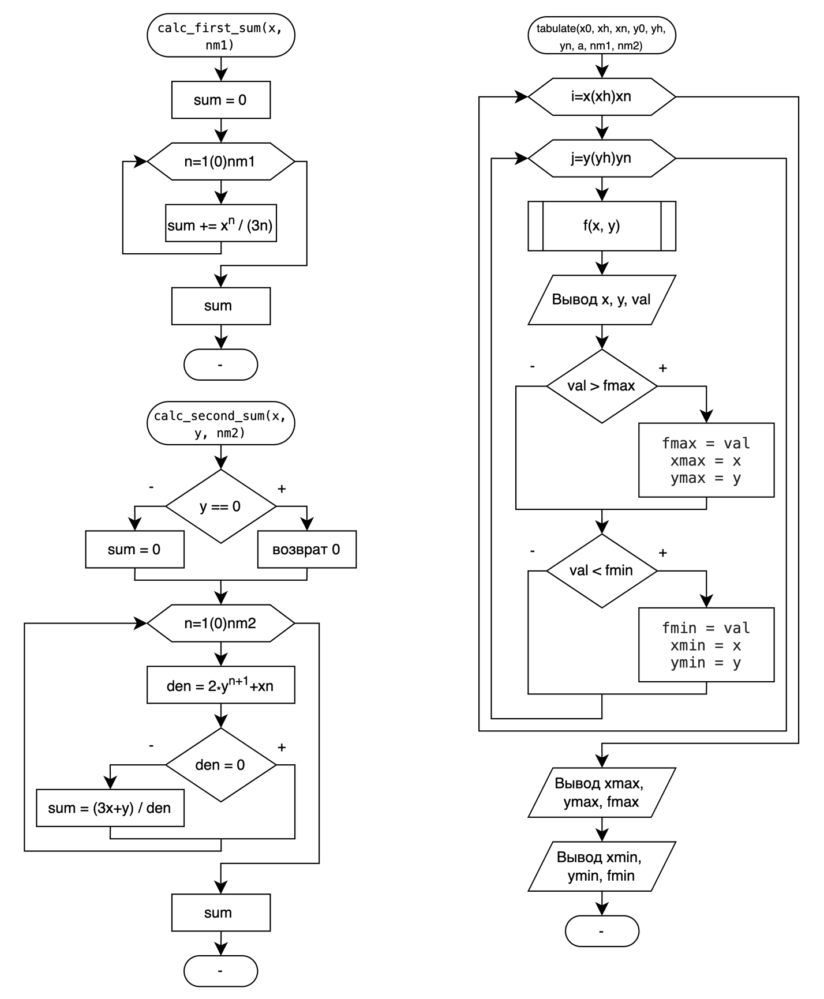 calc_first_sum(x,
nm1)
sum = 0
n=1(0)nm1
sum += xⁿ / (3n)
sum
-
calc_second_sum(x,
y, nm2)
-
+
y == 0
sum = 0
возврат 0
n=1(0)nm2
den = 2*yⁿ⁺¹+xn
-
+
den = 0
sum = (3x+y) / den
sum
-
tabulate(x0, xh, xn, y0, yh,
yn, a, nm1, nm2)
i=x(xh)xn
j=y(yh)yn
f(x, y)
Вывод x, y, val
-
+
val > fmax
fmax = val
xmax = x
ymax = y
-
+
val < fmin
fmin = val
xmin = x
ymin = y
Вывод xmax,
ymax, fmax
Вывод xmin,
ymin, fmin
-